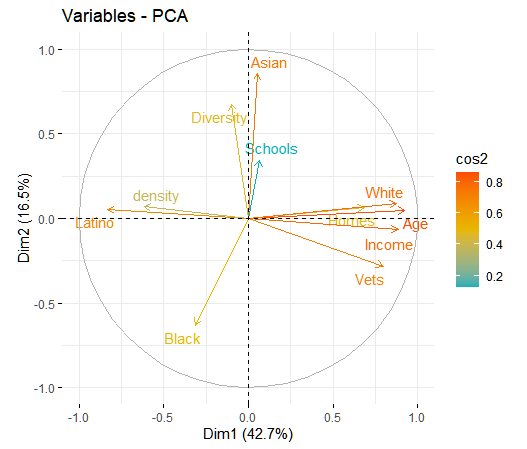 Variables - PCA
Asian
Diversity
Schools
White
density
Latino
Homes
Age
Income
Vets
Black
1.0
0.5
0.0
-0.5
-1.0
-1.0
-0.5
0.0
0.5
1.0
Dim1 (42.7%)
Dim2 (16.5%)
cos2
0.8
0.6
0.4
0.2